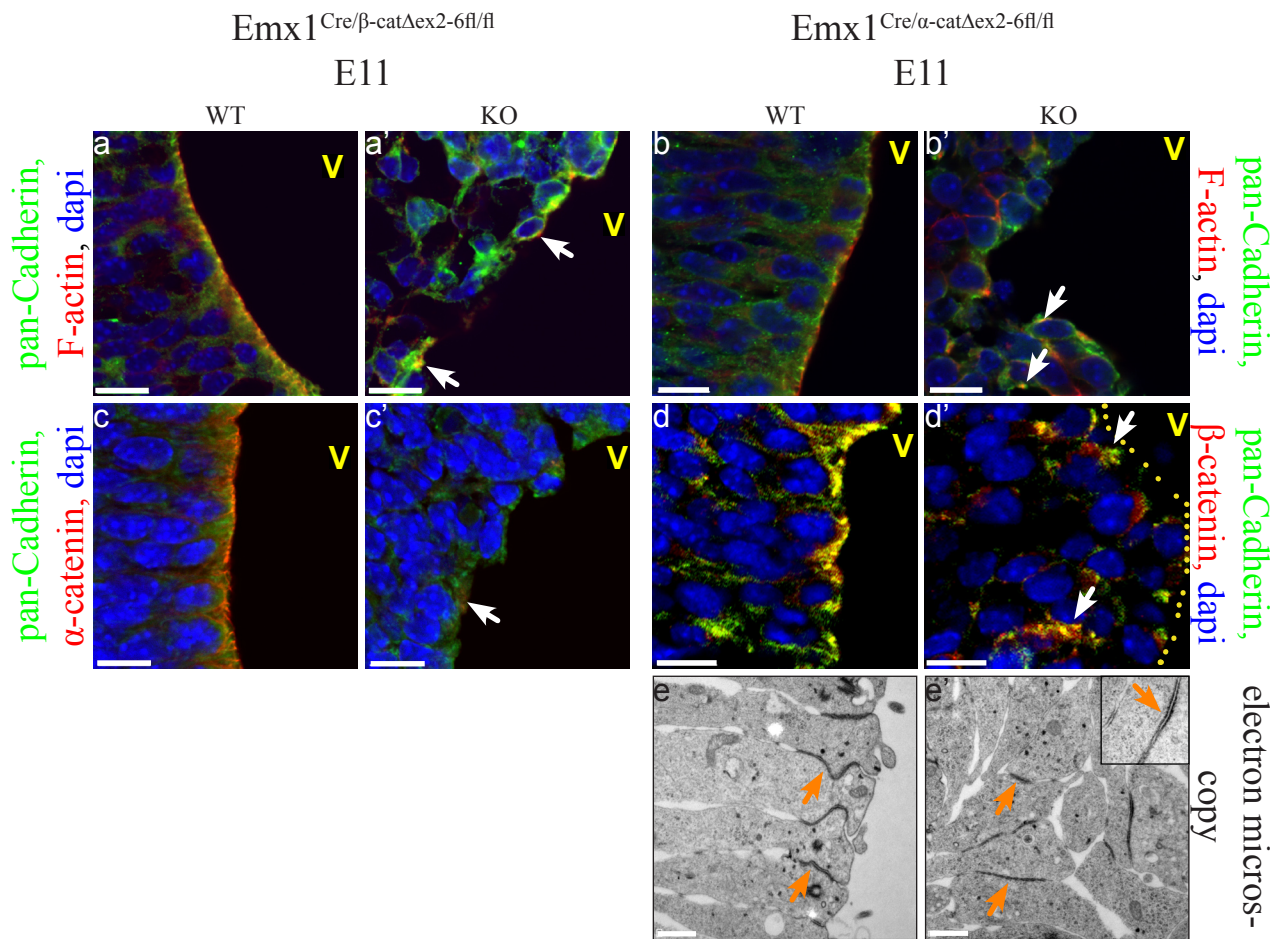 Emx1Cre/β-catΔex2-6fl/fl
E11
WT
KO
Emx1Cre/α-catΔex2-6fl/fl
E11
WT
KO
pan-Cadherin,
F-actin, dapi
a
V
a'
V
b
V
b'
V
pan-Cadherin,
F-actin, dapi
pan-Cadherin,
α-catenin, dapi
c
V
c'
V
d
V
d'
V
pan-Cadherin,
β-catenin, dapi
e
e'
electron micros-
copy